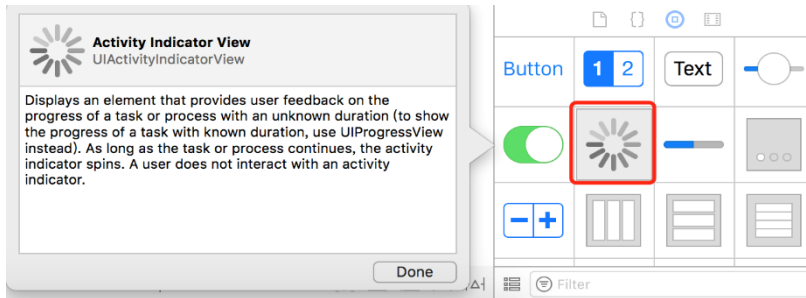 Activity Indicator View
UIActivityIndicatorView
Displays an element that provides user feedback on the
progress of a task or process with an unknown duration (to show
the progress of a task with known duration, use UIProgressView
instead). As long as the task or process continues, the activity
indicator spins. A user does not interact with an activity
indicator.
Done
{}
Button
1 2
Text
Filter